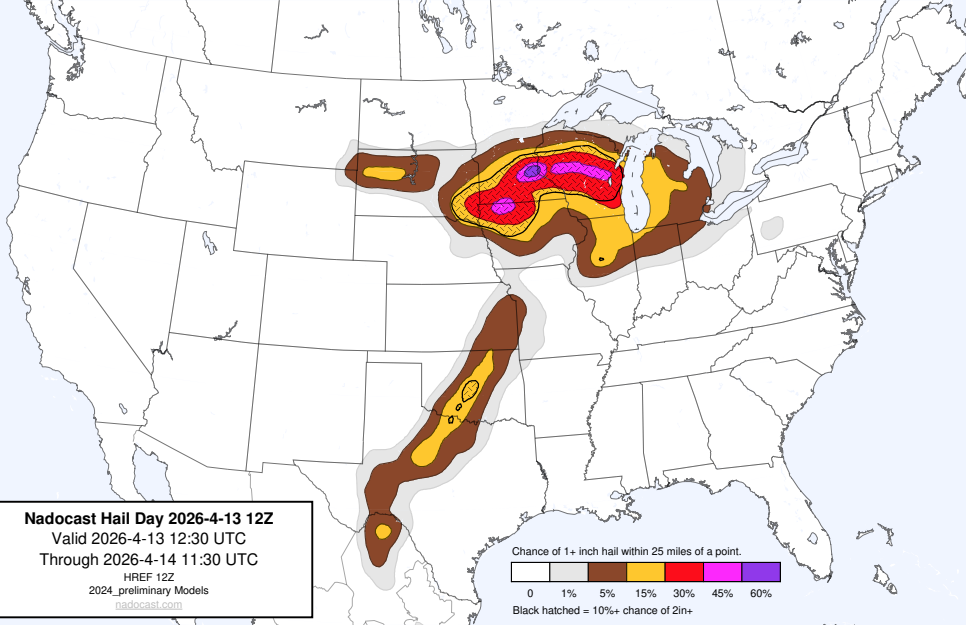 Nadocast Hail Day 2026-4-13 12Z
Valid 2026-4-13 12:30 UTC
Through 2026-4-14 11:30 UTC
HREF 12Z
2024_preliminary Models
nadocast.com
Chance of 1+ inch hail within 25 miles of a point.
0 1% 5% 15% 30% 45% 60%
Black hatched = 10%+ chance of 2in+